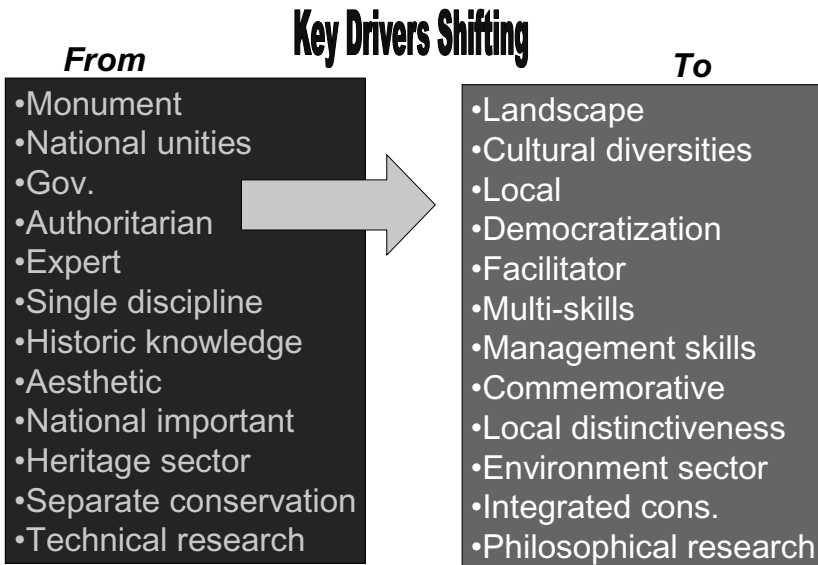 Key Drivers Shifting
From
•Monument
•National unities
•Gov.
•Authoritarian
•Expert
•Single discipline
•Historic knowledge
•Aesthetic
•National important
•Heritage sector
•Separate conservation
•Technical research
To
•Landscape
•Cultural diversities
•Local
•Democratization
•Facilitator
•Multi-skills
•Management skills
•Commemorative
•Local distinctiveness
•Environment sector
•Integrated cons.
•Philosophical research